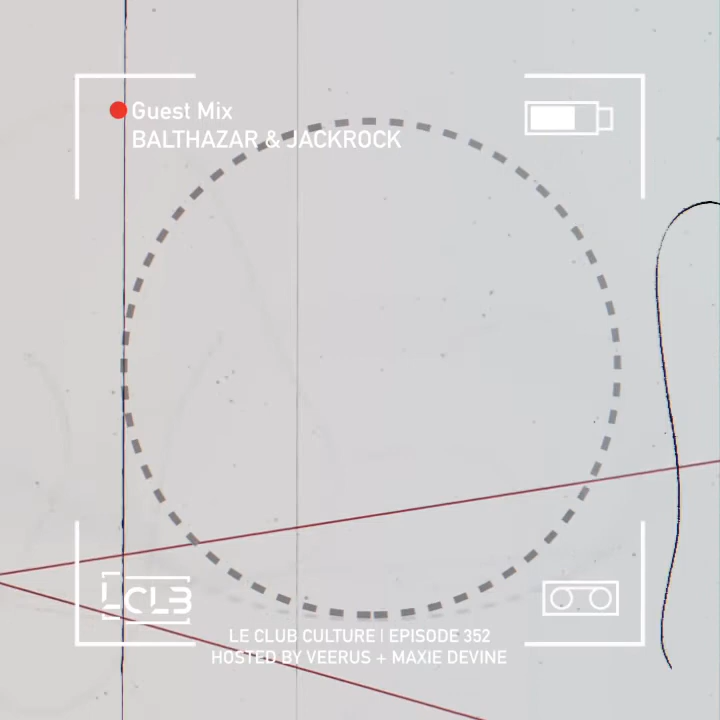 Guest Mix
BALTHAZAR & JACKROCK
LCLB
LE CLUB CULTURE | EPISODE 352
HOSTED BY VEERUS + MAXIE DEVINE